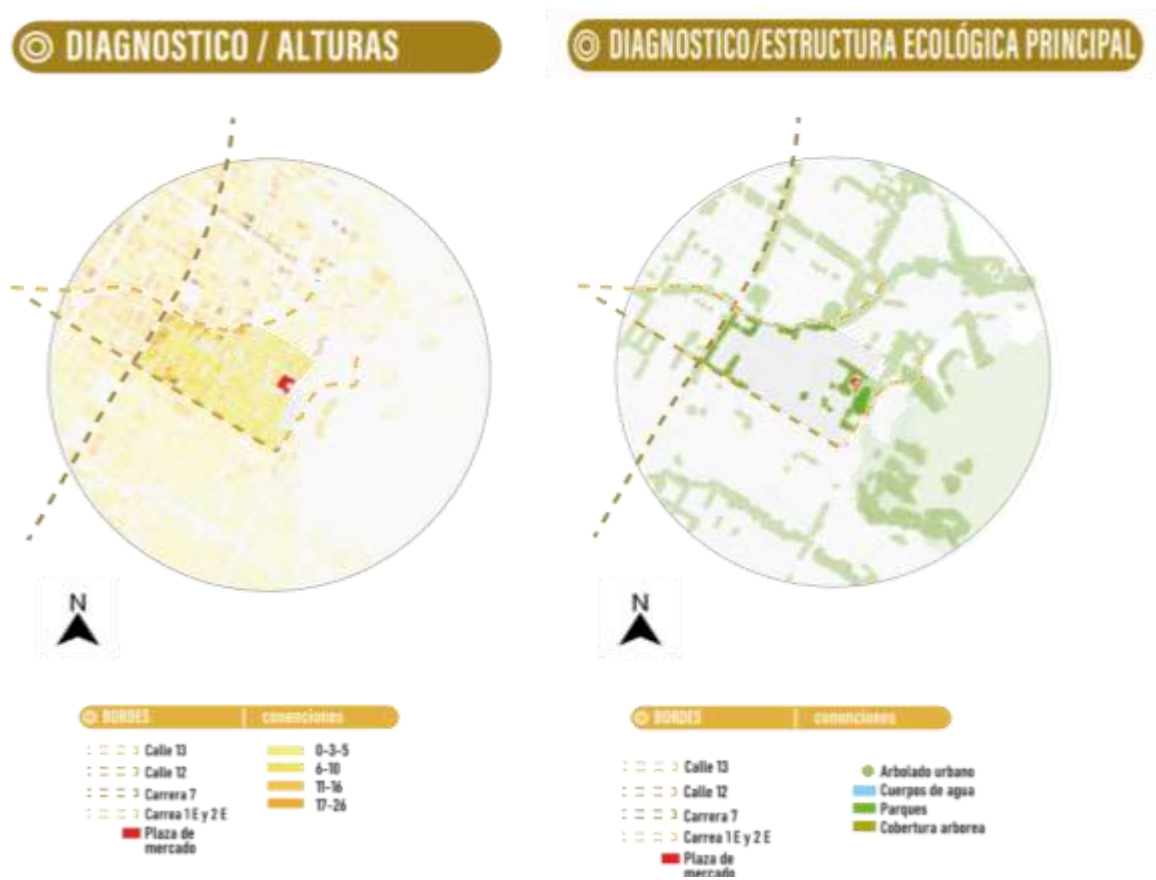 DIAGNOSTICO / ALTURAS
DIAGNOSTICO/ESTRUCTURA ECOLÓGICA PRINCIPAL
N
N
BORDES
conenciones
Calle 13
Calle 12
Carrera 7
Carrea 1 E y 2 E
Plaza de
mercado
0-3-5
6-10
11-16
17-26
BORDES
conenciones
Calle 13
Calle 12
Carrera 7
Carrea 1 E y 2 E
Plaza de
mercado
Arbolado urbano
Cuerpos de agua
Parques
Cobertura arborea